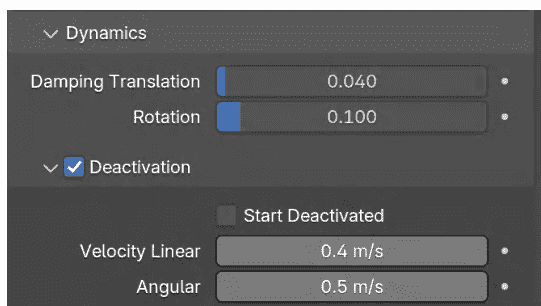 Dynamics
Damping Translation 0.040
Rotation 0.100
Deactivation
Start Deactivated
Velocity Linear 0.4 m/s
Angular 0.5 m/s